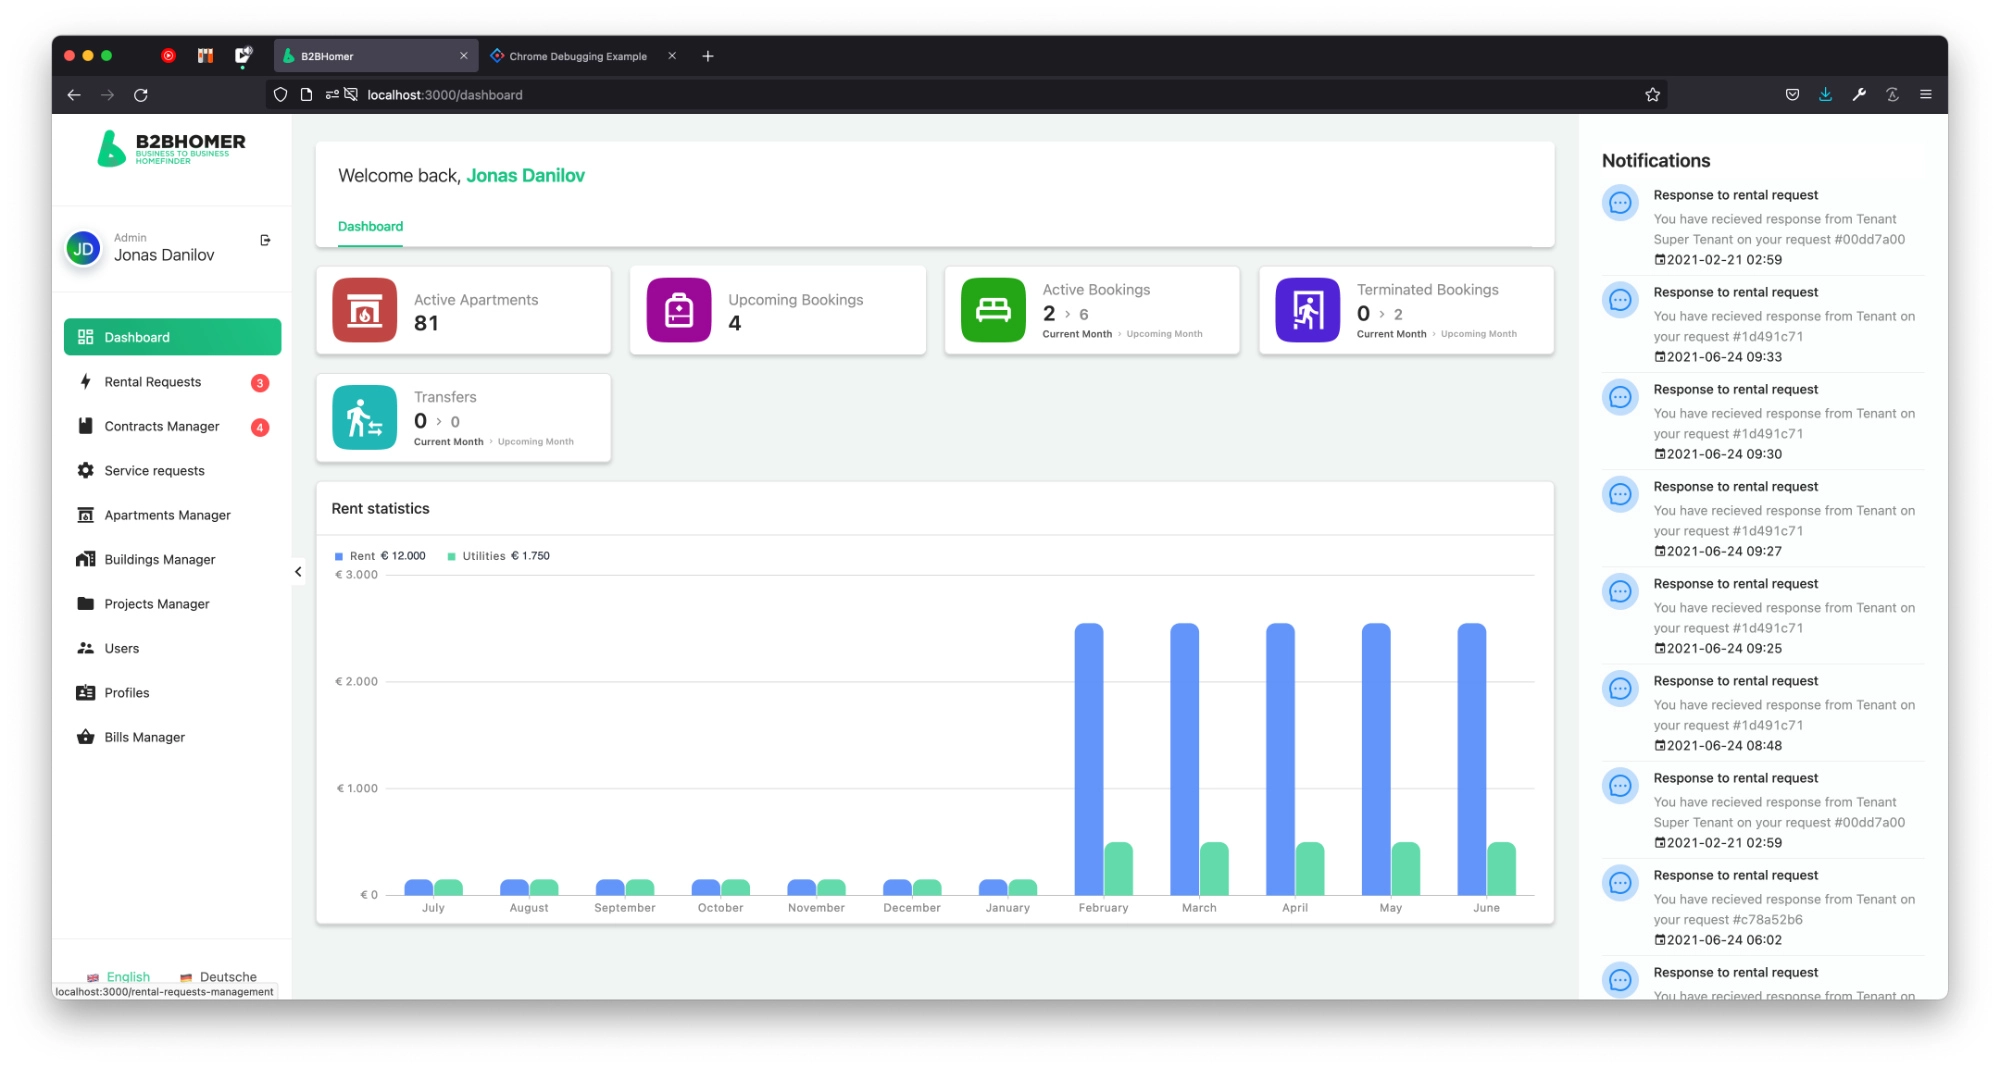 B2BHomer
Chrome Debugging Example
localhost:3000/dashboard
B2BHOMER
BUSINESS TO BUSINESS
HOMEFINDER
JD
Admin
Jonas Danilov
Dashboard
Rental Requests 3
Contracts Manager 4
Service requests
Apartments Manager
Buildings Manager
Projects Manager
Users
Profiles
Bills Manager
English Deutsche
localhost:3000/rental-requests-management
Welcome back, Jonas Danilov
Dashboard
Active Apartments
81
Upcoming Bookings
4
Active Bookings
2 > 6
Current Month > Upcoming Month
Terminated Bookings
0 > 2
Current Month > Upcoming Month
Transfers
0 > 0
Current Month > Upcoming Month
Rent statistics
Rent € 12.000 Utilities € 1.750
€ 3.000
€ 2.000
€ 1.000
€ 0
July August September October November December January February March April May June
Notifications
Response to rental request
You have recieved response from Tenant
Super Tenant on your request #00dd7a00
2021-02-21 02:59
Response to rental request
You have recieved response from Tenant on
your request #1d491c71
2021-06-24 09:33
Response to rental request
You have recieved response from Tenant on
your request #1d491c71
2021-06-24 09:30
Response to rental request
You have recieved response from Tenant on
your request #1d491c71
2021-06-24 09:27
Response to rental request
You have recieved response from Tenant on
your request #1d491c71
2021-06-24 09:25
Response to rental request
You have recieved response from Tenant on
your request #1d491c71
2021-06-24 08:48
Response to rental request
You have recieved response from Tenant
Super Tenant on your request #00dd7a00
2021-02-21 02:59
Response to rental request
You have recieved response from Tenant on
your request #c78a52b6
2021-06-24 06:02
Response to rental request
You have recieved response from Tenant on